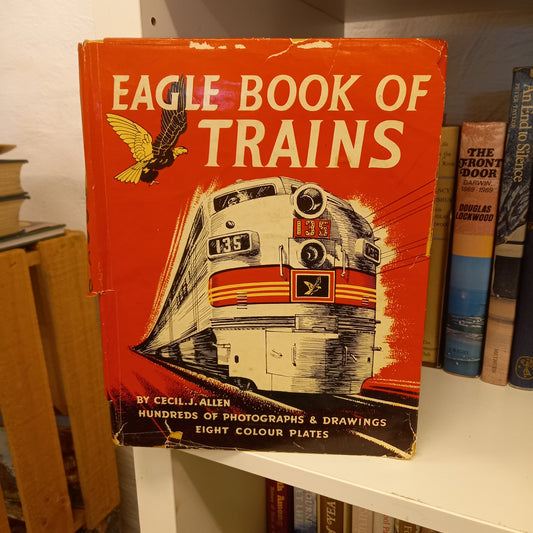 EAGLE BOOK OF
TRAINS
135
135
BY CECIL.J.ALLEN
HUNDREDS OF PHOTOGRAPHS & DRAWINGS
EIGHT COLOUR PLATES
THE
FRONT
DOOR
DARWIN,
1869-1969
DOUGLAS
LOCKWOOD
An End to Silence